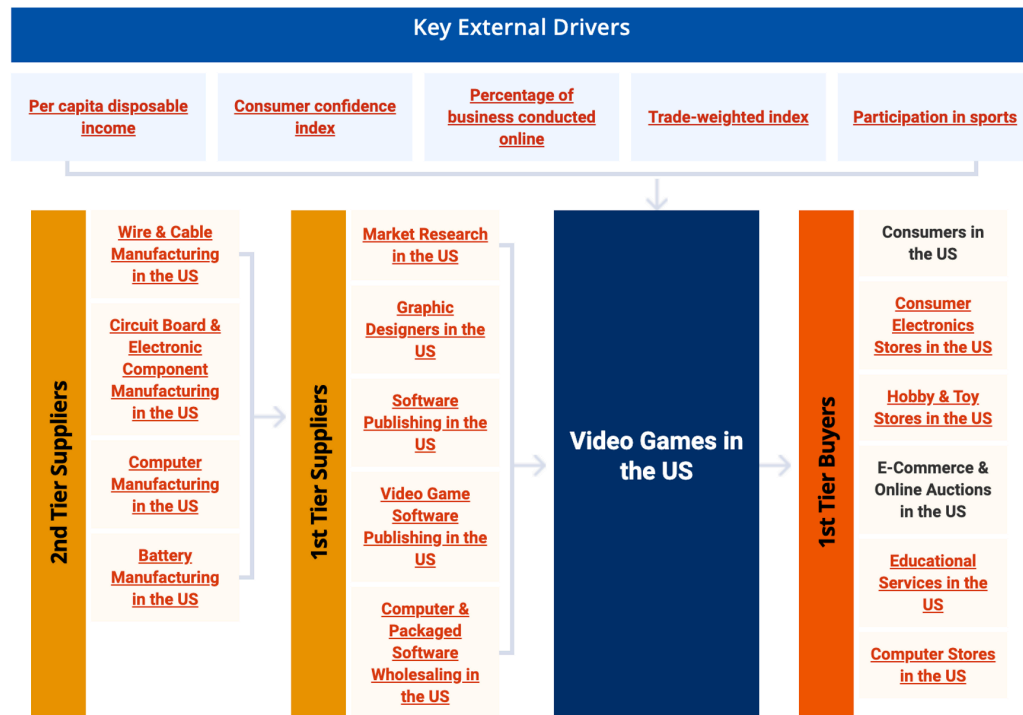 Key External Drivers
Per capita disposable
income
Consumer confidence
index
Percentage of
business conducted
online
Trade-weighted index
Participation in sports
2nd Tier Suppliers
Wire & Cable
Manufacturing
in the US
Circuit Board &
Electronic
Component
Manufacturing
in the US
Computer
Manufacturing
in the US
Battery
Manufacturing
in the US
1st Tier Suppliers
Market Research
in the US
Graphic
Designers in the
US
Software
Publishing in the
US
Video Game
Software
Publishing in the
US
Computer &
Packaged
Software
Wholesaling in
the US
Video Games in
the US
1st Tier Buyers
Consumers in
the US
Consumer
Electronics
Stores in the US
Hobby & Toy
Stores in the US
E-Commerce &
Online Auctions
in the US
Educational
Services in the
US
Computer Stores
in the US